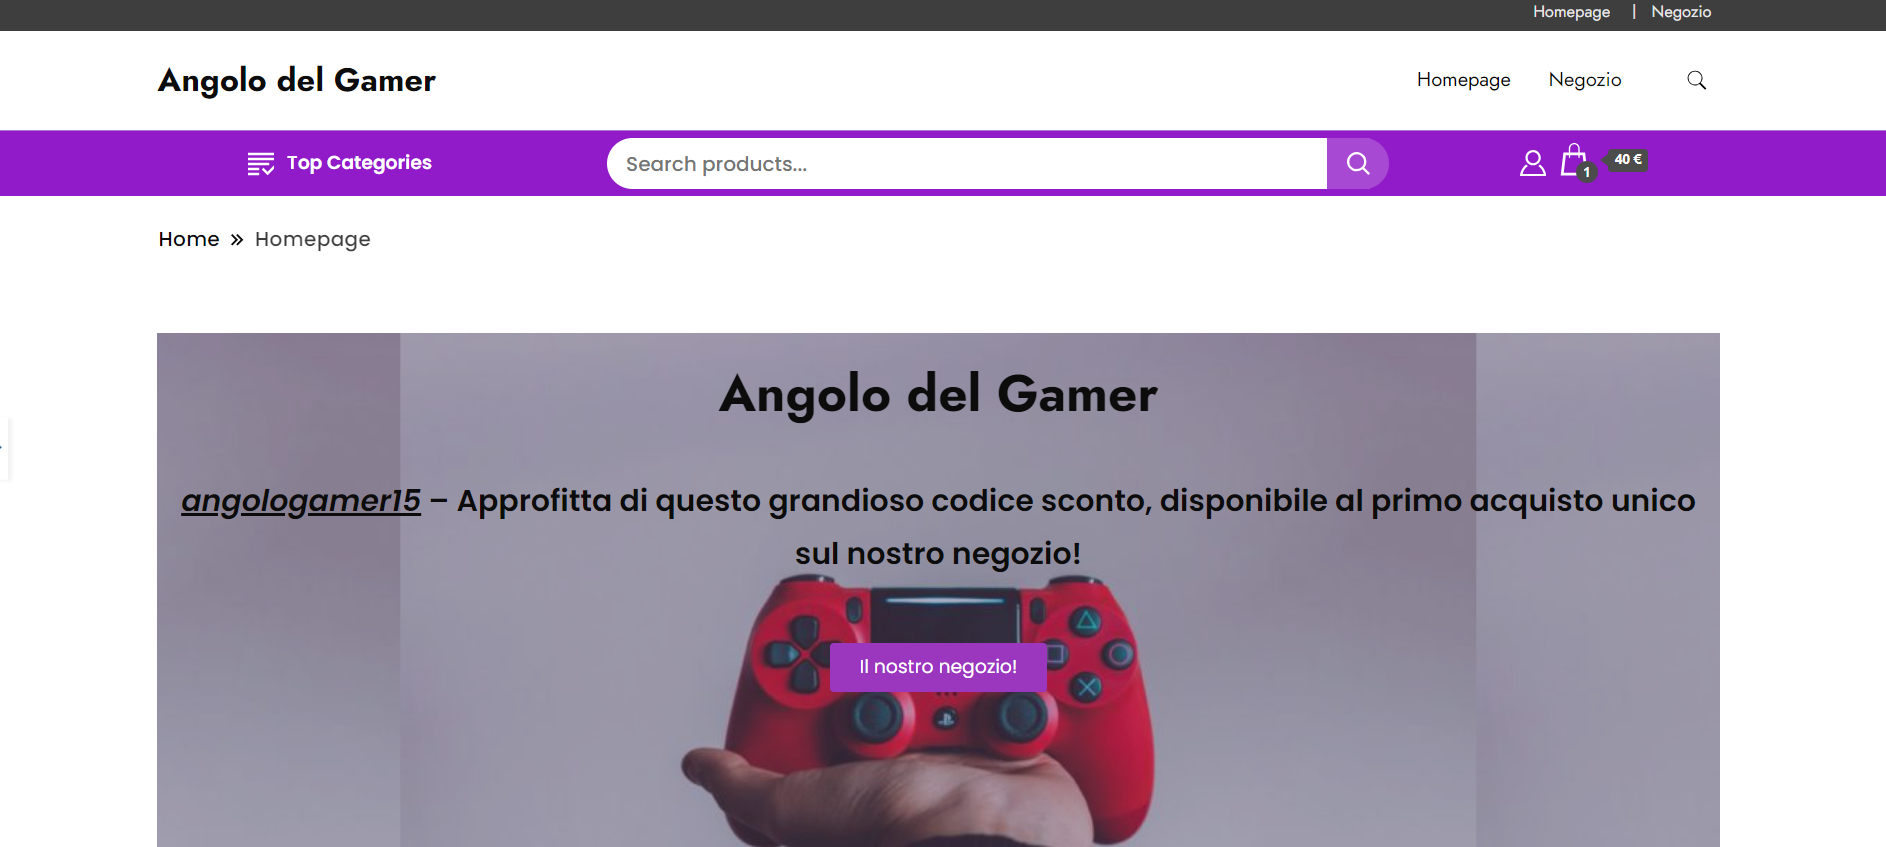 Homepage | Negozio
Angolo del Gamer
Homepage Negozio
Top Categories
Search products...
1
40 €
Home » Homepage
Angolo del Gamer
angologamer15 – Approfitta di questo grandioso codice sconto, disponibile al primo acquisto unico
sul nostro negozio!
Il nostro negozio!